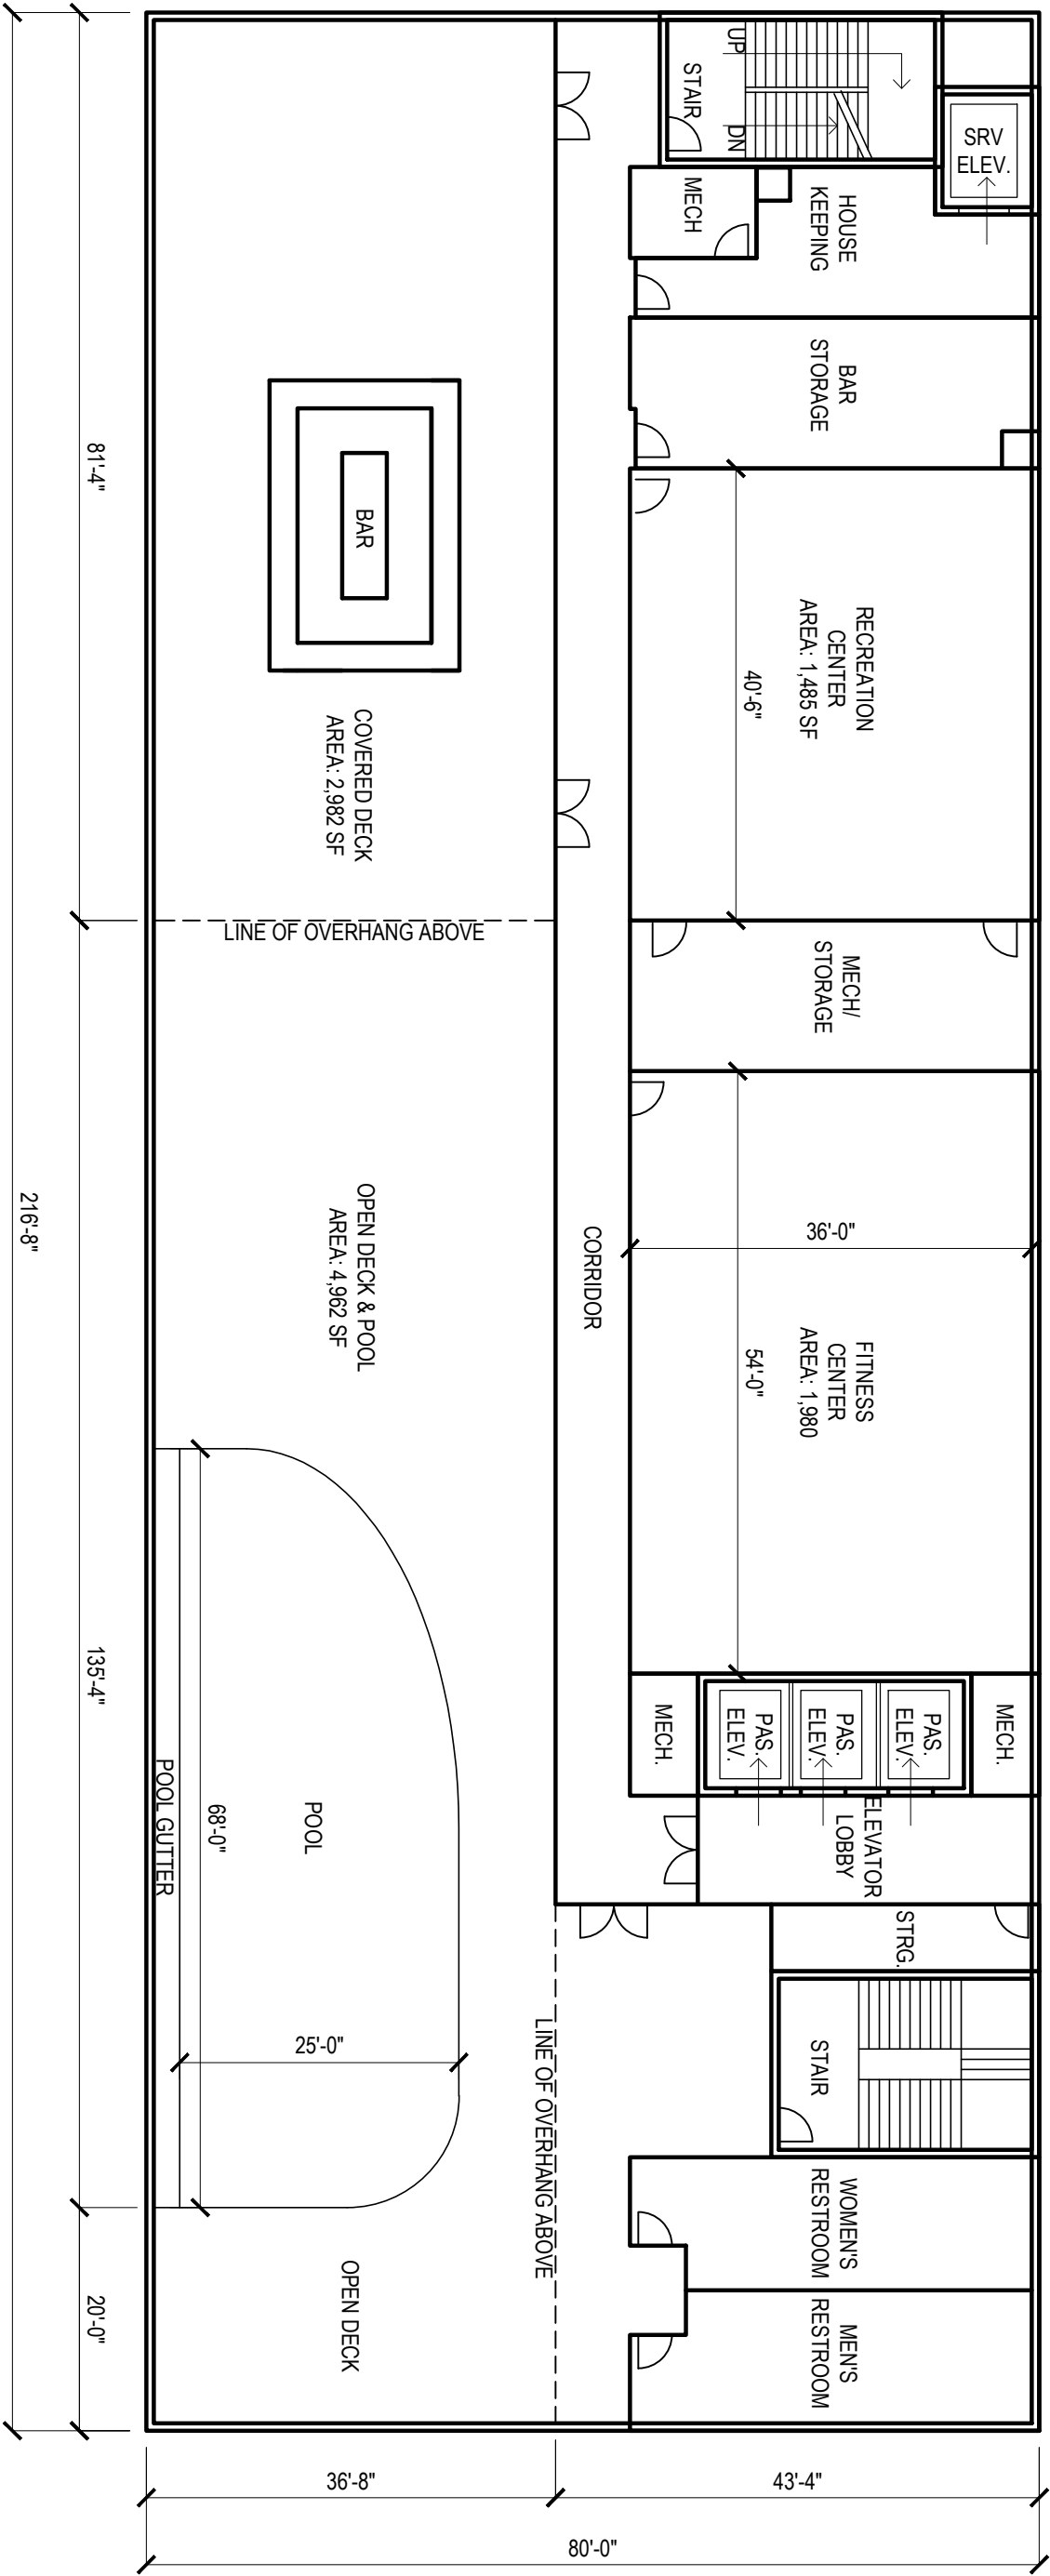 UP
DN
STAIR
SRV
ELEV.
MECH
HOUSE
KEEPING
BAR
STORAGE
RECREATION
CENTER
AREA: 1,485 SF
40'-6"
BAR
COVERED DECK
AREA: 2,982 SF
LINE OF OVERHANG ABOVE
81'-4"
MECH/
STORAGE
FITNESS
CENTER
AREA: 1,980
36'-0"
54'-0"
CORRIDOR
OPEN DECK & POOL
AREA: 4,962 SF
216'-8"
135'-4"
MECH.
PAS.
ELEV.
PAS.
ELEV.
PAS.
ELEV.
MECH.
ELEVATOR
LOBBY
STRG.
STAIR
POOL
68'-0"
POOL GUTTER
25'-0"
LINE OF OVERHANG ABOVE
WOMEN'S
RESTROOM
MEN'S
RESTROOM
OPEN DECK
20'-0"
36'-8"
43'-4"
80'-0"